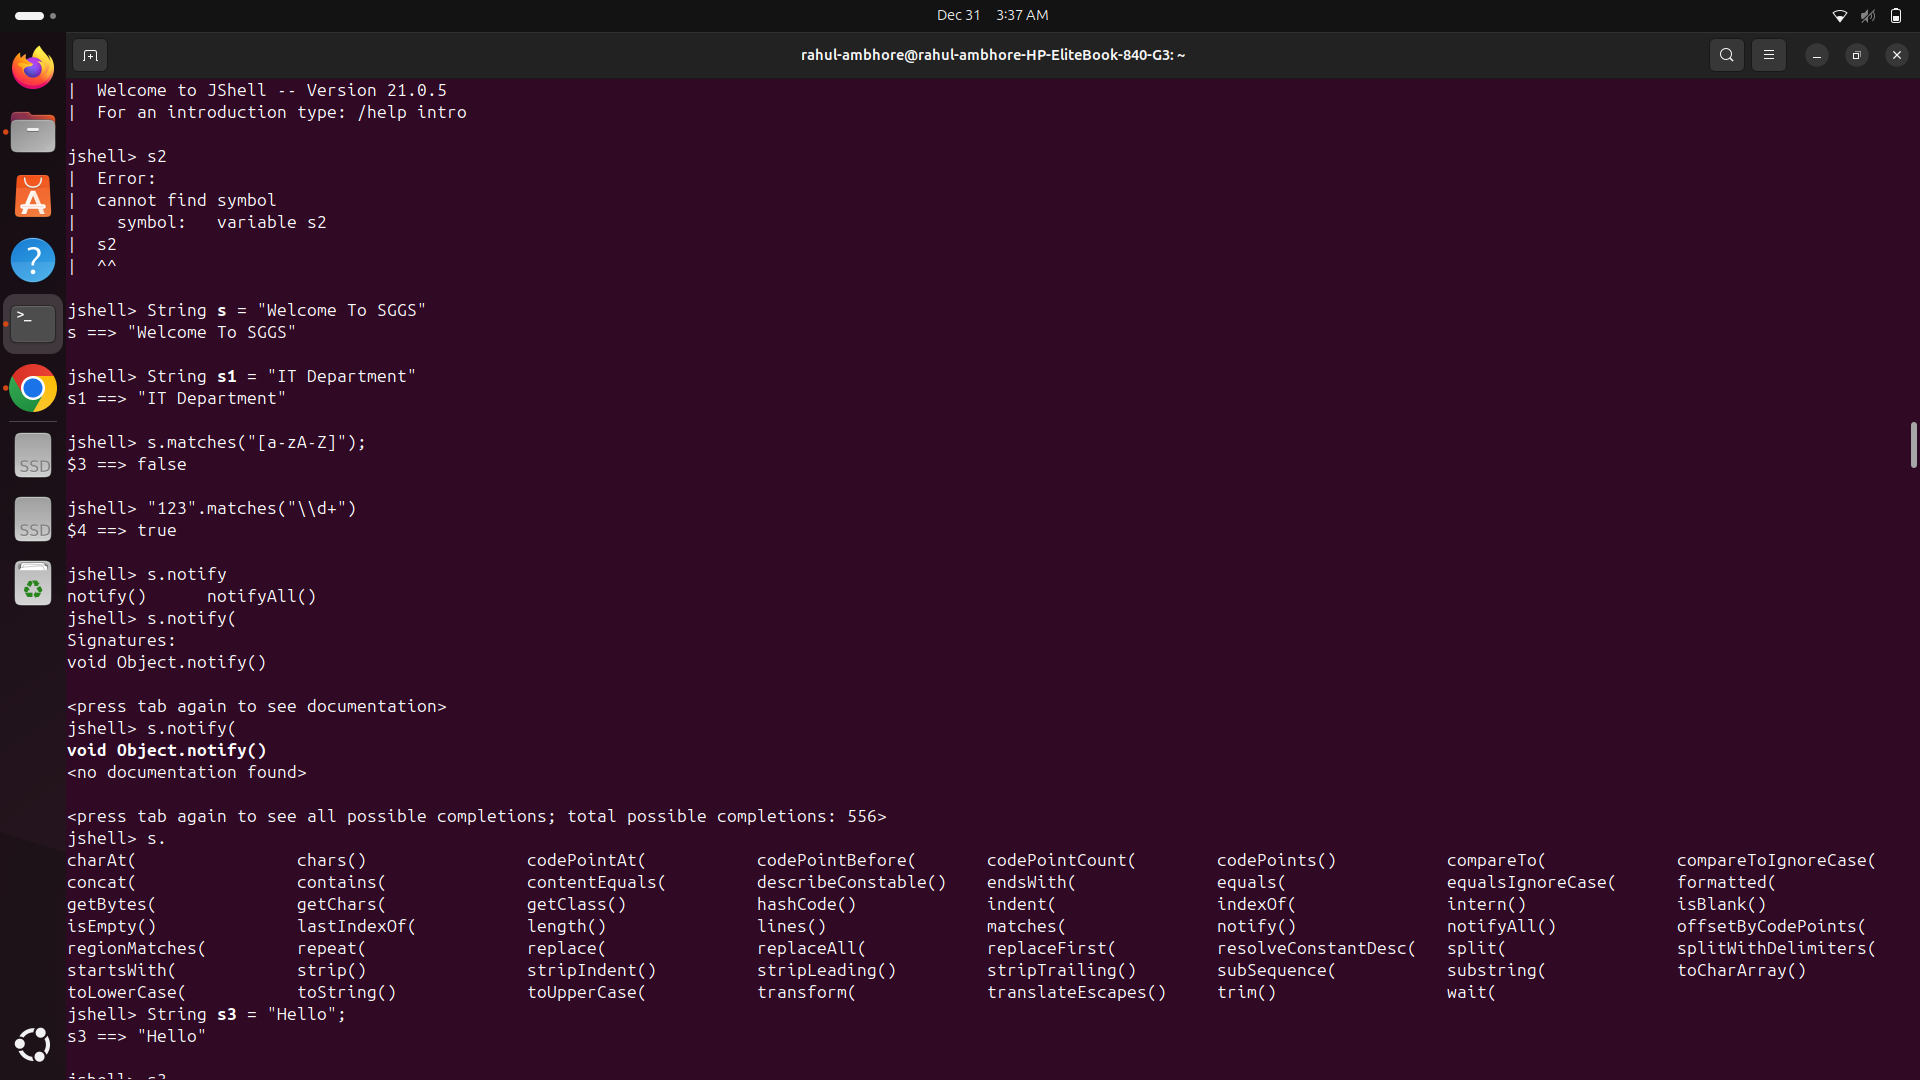 Dec 31 3:37 AM
rahul-ambhore@rahul-ambhore-HP-EliteBook-840-G3: ~
| Welcome to JShell -- Version 21.0.5
| For an introduction type: /help intro
jshell> s2
| Error:
| cannot find symbol
|   symbol:   variable s2
| s2
| ^^
jshell> String s = "Welcome To SGGS"
s ==> "Welcome To SGGS"
jshell> String s1 = "IT Department"
s1 ==> "IT Department"
jshell> s.matches("[a-zA-Z]");
$3 ==> false
jshell> "123".matches("\\d+")
$4 ==> true
jshell> s.notify
notify()      notifyAll()
jshell> s.notify(
Signatures:
void Object.notify()
<press tab again to see documentation>
jshell> s.notify(
void Object.notify()
<no documentation found>
<press tab again to see all possible completions; total possible completions: 556>
jshell> s.
charAt( chars() codePointAt( codePointBefore( codePointCount( codePoints() compareTo( compareToIgnoreCase(
concat( contains( contentEquals( describeConstable() endsWith( equals( equalsIgnoreCase( formatted(
getBytes( getChars( getClass() hashCode() indent( indexOf( intern() isBlank()
isEmpty() lastIndexOf( length() lines() matches( notify() notifyAll() offsetByCodePoints(
regionMatches( repeat( replace( replaceAll( replaceFirst( resolveConstantDesc( split( splitWithDelimiters(
startsWith( strip() stripIndent() stripLeading() stripTrailing() subSequence( substring( toCharArray()
toLowerCase( toString() toUpperCase( transform( translateEscapes() trim() wait(
jshell> String s3 = "Hello";
s3 ==> "Hello"
jshell> s3
SSD
SSD